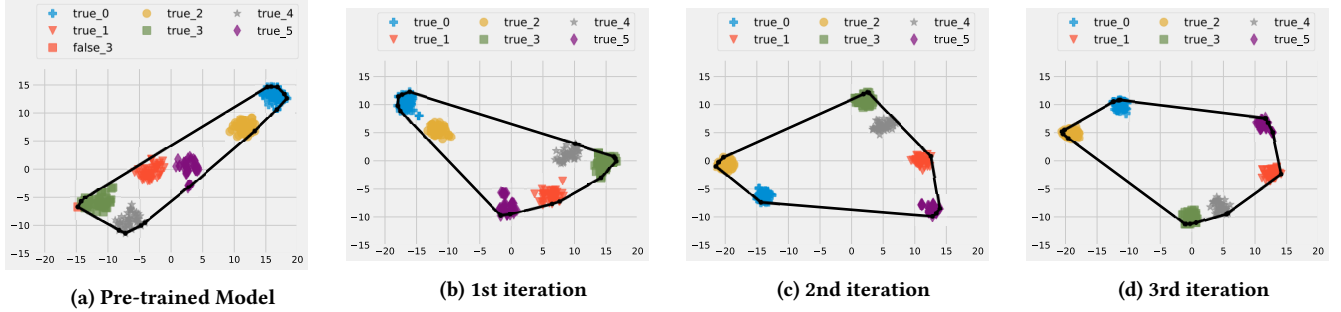 true_0 true_2 true_4
true_1 true_3 true_5
false_3
15
10
5
0
−5
−10
−15
−20 −15 −10 −5 0 5 10 15 20
(a) Pre-trained Model
true_0 true_2 true_4
true_1 true_3 true_5
15
10
5
0
−5
−10
−15
−20 −15 −10 −5 0 5 10 15 20
(b) 1st iteration
true_0 true_2 true_4
true_1 true_3 true_5
15
10
5
0
−5
−10
−15
−20 −15 −10 −5 0 5 10 15 20
(c) 2nd iteration
true_0 true_2 true_4
true_1 true_3 true_5
15
10
5
0
−5
−10
−15
−20 −15 −10 −5 0 5 10 15 20
(d) 3rd iteration